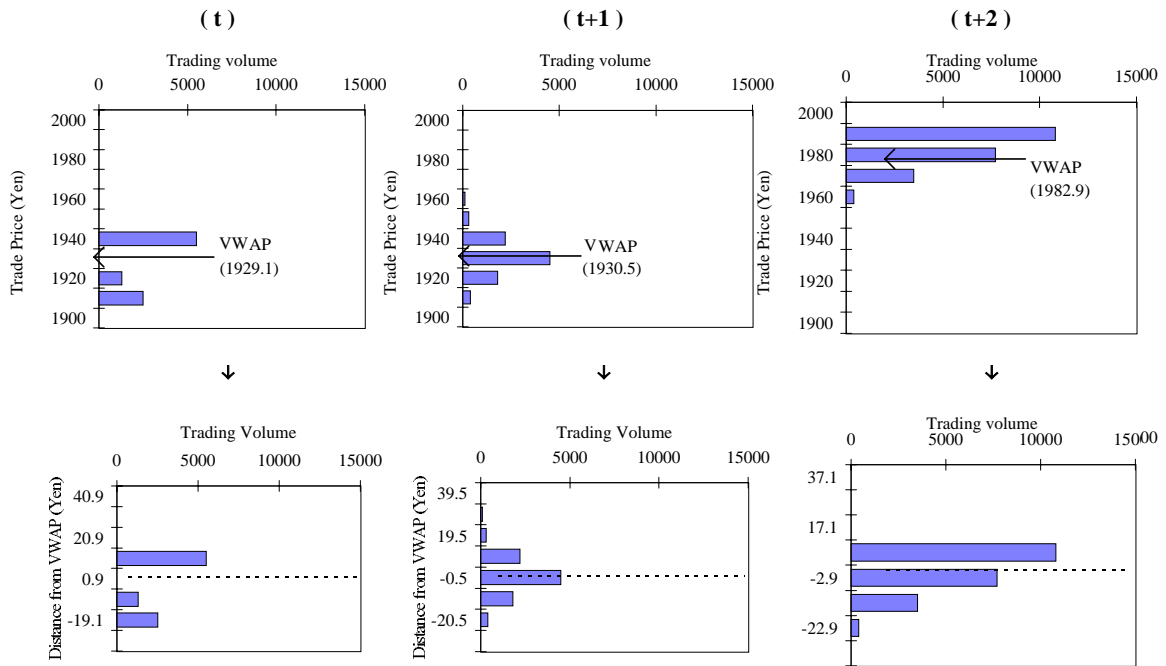 ( t )
( t+1 )
( t+2 )
Trading volume
0 5000 10000 15000
Trade Price (Yen)
2000
1980
1960
1940
1920
1900
VWAP
(1929.1)
Trading volume
0 5000 10000 15000
Trade Price (Yen)
2000
1980
1960
1940
1920
1900
VWAP
(1930.5)
Trading volume
0 5000 10000 15000
Trade Price (Yen)
2000
1980
1960
1940
1920
1900
VWAP
(1982.9)
Trading Volume
0 5000 10000 15000
Distance from VWAP (Yen)
40.9
20.9
0.9
-19.1
Trading Volume
0 5000 10000 15000
Distance from VWAP (Yen)
39.5
19.5
-0.5
-20.5
Trading volume
0 5000 10000 15000
37.1
17.1
-2.9
-22.9